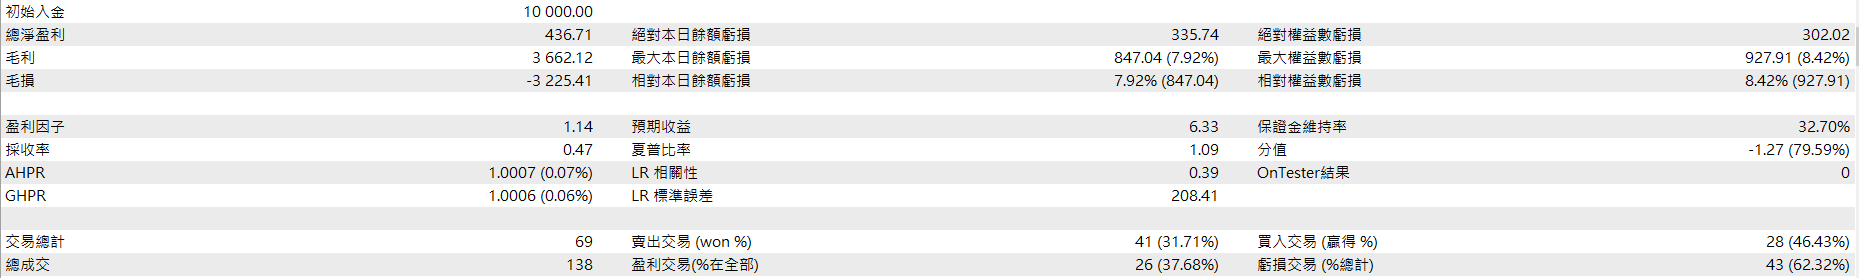 初始入金 10 000.00
總淨盈利 436.71 絕對本日餘額虧損 335.74 絕對權益數虧損 302.02
毛利 3 662.12 最大本日餘額虧損 847.04 (7.92%) 最大權益數虧損 927.91 (8.42%)
毛損 -3 225.41 相對本日餘額虧損 7.92% (847.04) 相對權益數虧損 8.42% (927.91)
盈利因子 1.14 預期收益 6.33 保證金維持率 32.70%
採收率 0.47 夏普比率 1.09 分值 -1.27 (79.59%)
AHPR 1.0007 (0.07%) LR 相關性 0.39 OnTester結果 0
GHPR 1.0006 (0.06%) LR 標準誤差 208.41
交易總計 69 賣出交易 (won %) 41 (31.71%) 買入交易 (贏得 %) 28 (46.43%)
總成交 138 盈利交易(%在全部) 26 (37.68%) 虧損交易 (%總計) 43 (62.32%)